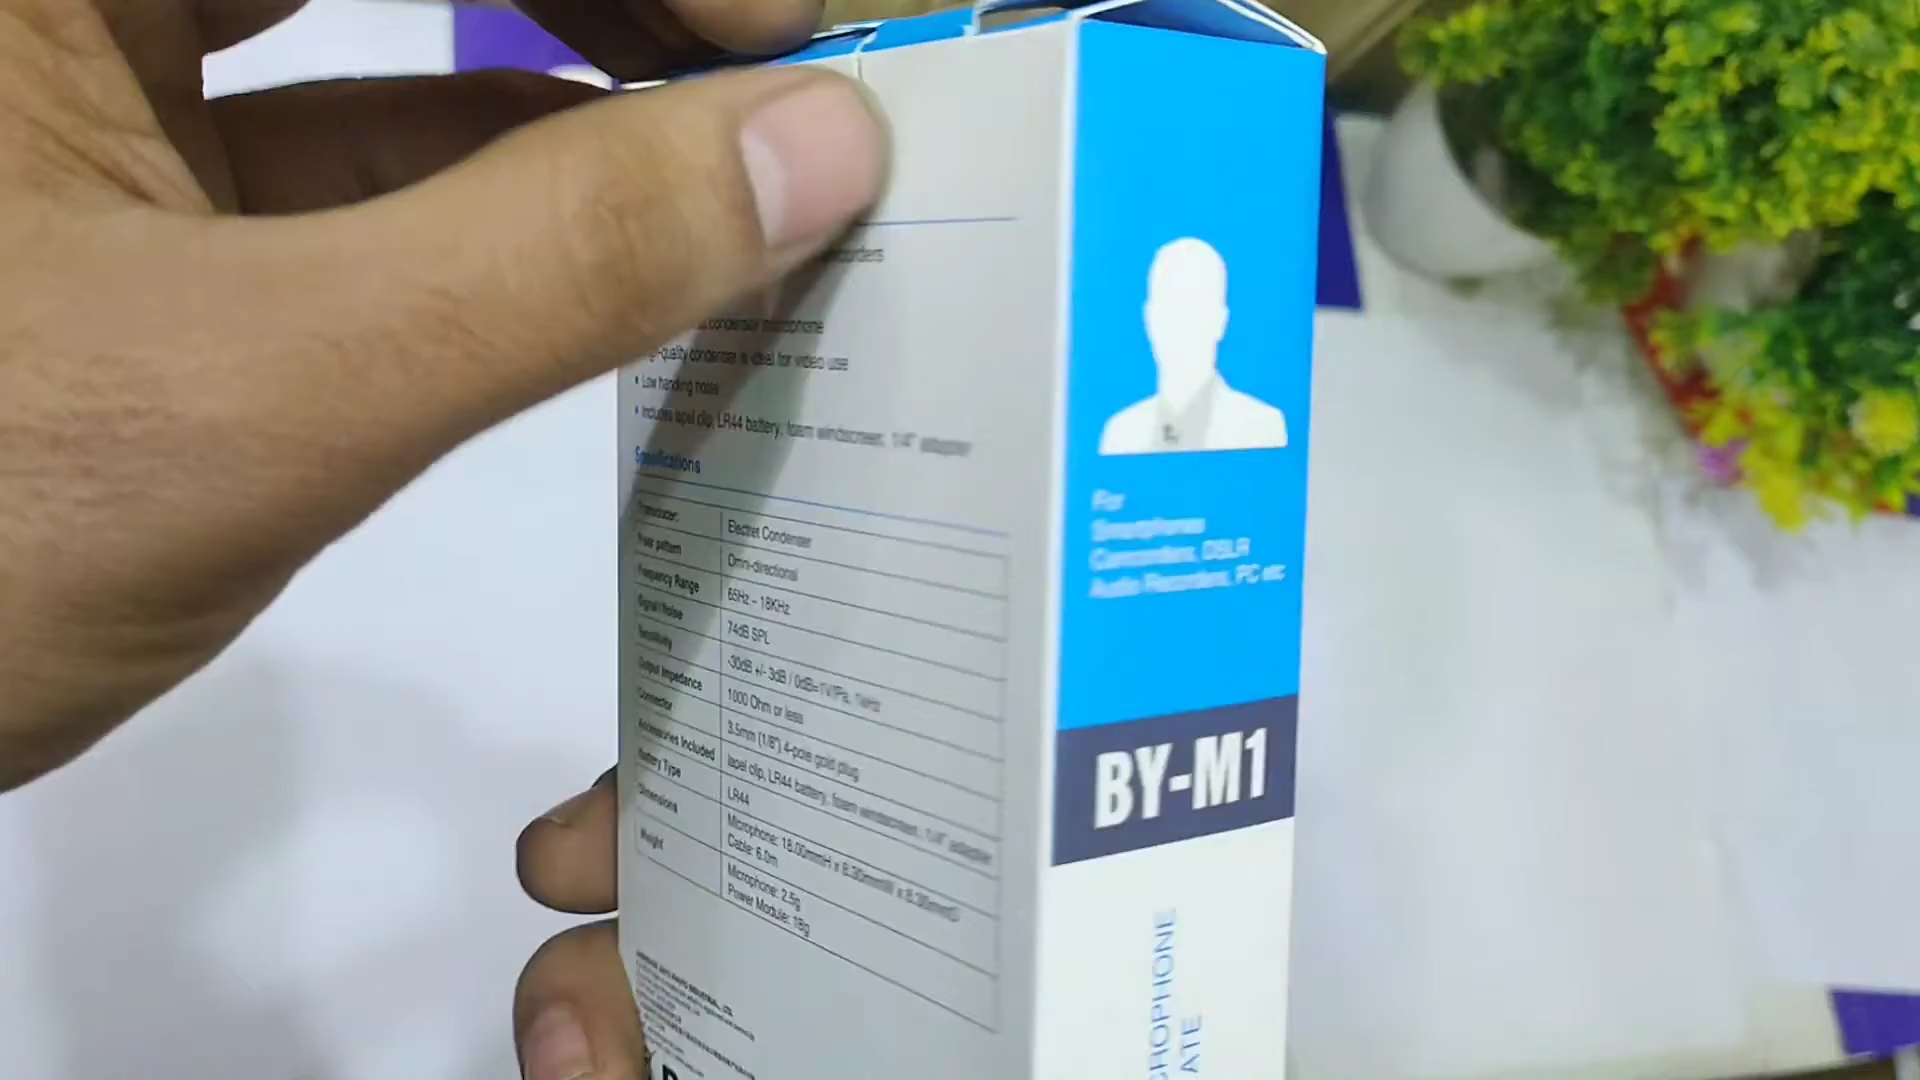 condenser microphone
-quality condenser is ideal for video use
• Low handling noise
• Includes lapel clip, LR44 battery, foam windscreen, 1/4" adapter
Specifications
Transducer: Electret Condenser
Polar pattern Omni-directional
Frequency Range 65Hz – 18KHz
Signal / Noise 74dB SPL
Sensitivity -30dB +/- 3dB / 0dB=1V/Pa, 1kHz
Output Impedance 1000 Ohm or less
Connector 3.5mm (1/8") 4-pole gold plug
Accessories Included lapel clip, LR44 battery, foam windscreen, 1/4" adapter
Battery Type LR44
Dimensions Microphone: 18.00mmH x 8.30mmW x 8.30mmD
Cable: 6.0m
Weight Microphone: 2.5g
Power Module: 18g
For
Smartphones
Camcorders, DSLR
Audio Recorders, PC etc
BY-M1
CROPHONE
ATE